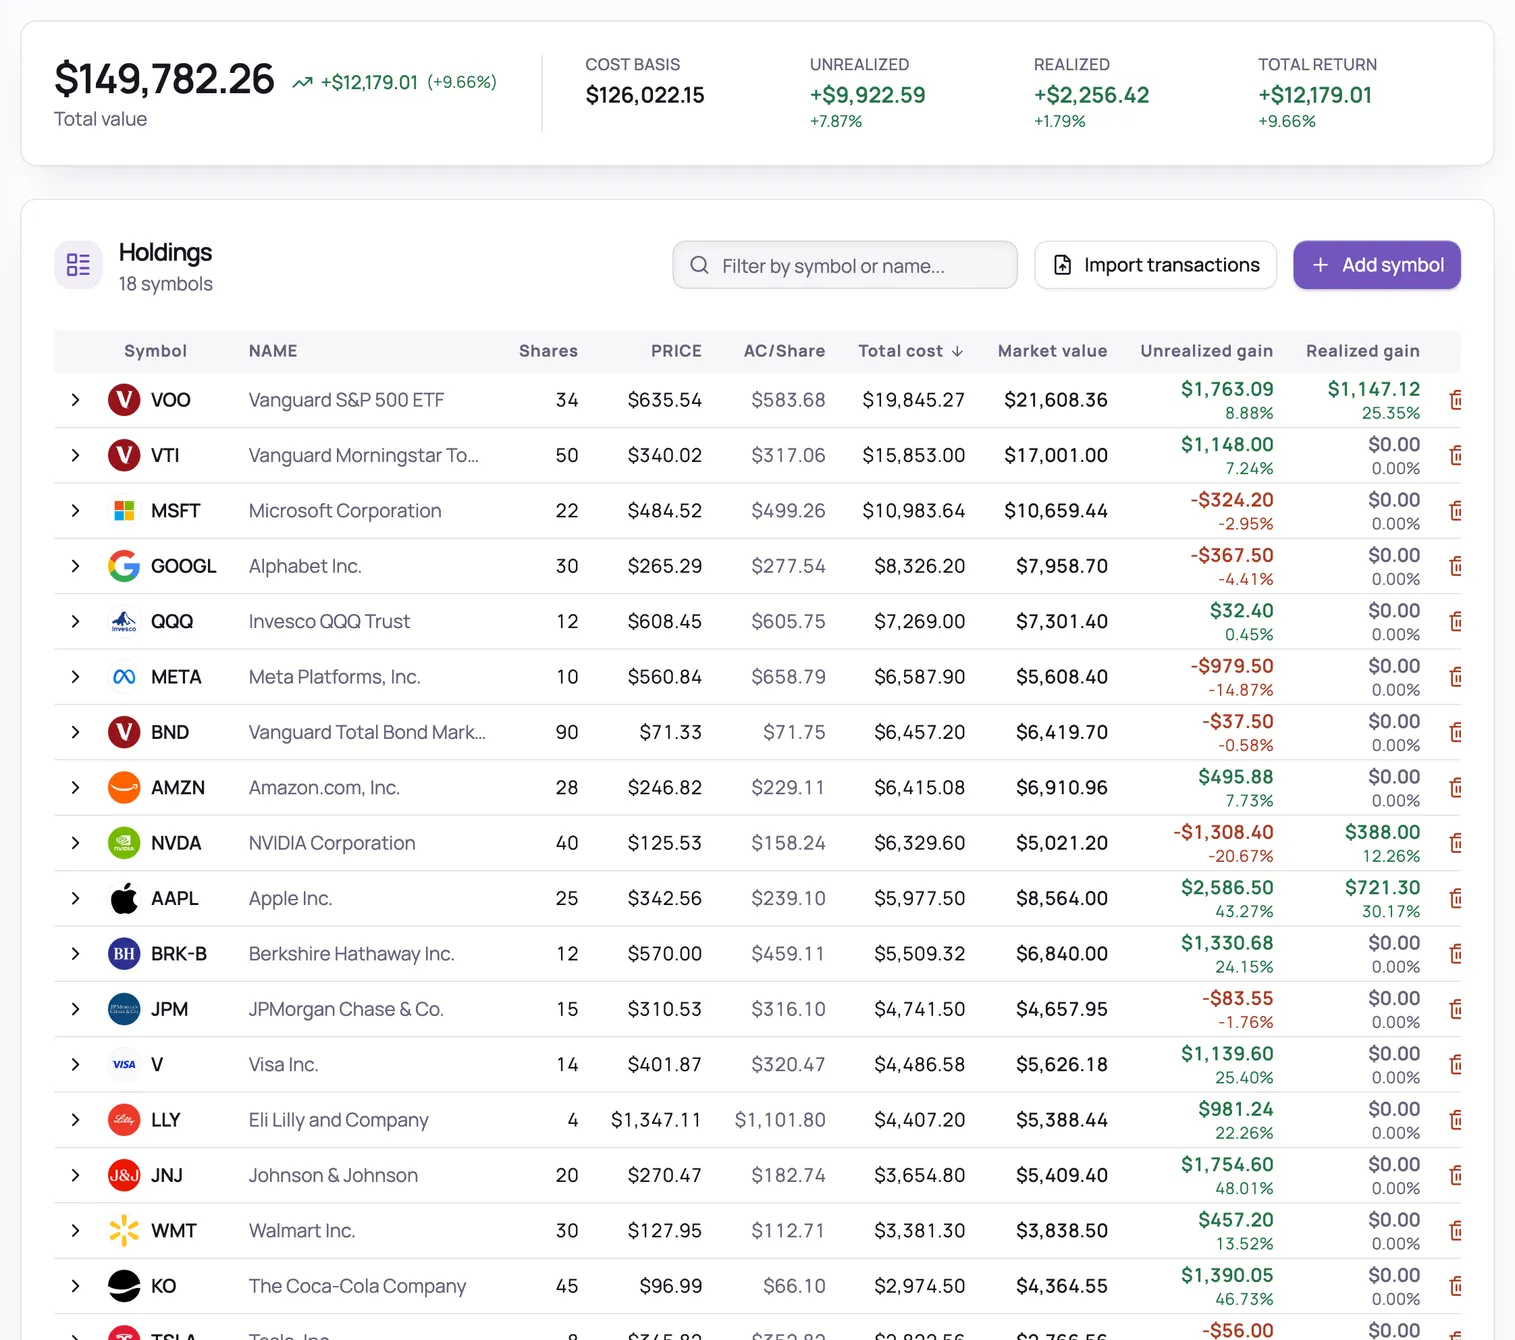 $149,782.26 +$12,179.01 (+9.66%)
Total value
COST BASIS
$126,022.15
UNREALIZED
+$9,922.59
+7.87%
REALIZED
+$2,256.42
+1.79%
TOTAL RETURN
+$12,179.01
+9.66%
Holdings
18 symbols
Filter by symbol or name...
Import transactions
+ Add symbol
Symbol NAME Shares PRICE AC/Share Total cost ↓ Market value Unrealized gain Realized gain
V VOO Vanguard S&P 500 ETF 34 $635.54 $583.68 $19,845.27 $21,608.36 $1,763.09 $1,147.12
8.88% 25.35%
V VTI Vanguard Morningstar To... 50 $340.02 $317.06 $15,853.00 $17,001.00 $1,148.00 $0.00
7.24% 0.00%
MSFT Microsoft Corporation 22 $484.52 $499.26 $10,983.64 $10,659.44 -$324.20 $0.00
-2.95% 0.00%
G GOOGL Alphabet Inc. 30 $265.29 $277.54 $8,326.20 $7,958.70 -$367.50 $0.00
-4.41% 0.00%
Invesco QQQ Invesco QQQ Trust 12 $608.45 $605.75 $7,269.00 $7,301.40 $32.40 $0.00
0.45% 0.00%
META Meta Platforms, Inc. 10 $560.84 $658.79 $6,587.90 $5,608.40 -$979.50 $0.00
-14.87% 0.00%
V BND Vanguard Total Bond Mark... 90 $71.33 $71.75 $6,457.20 $6,419.70 -$37.50 $0.00
-0.58% 0.00%
AMZN Amazon.com, Inc. 28 $246.82 $229.11 $6,415.08 $6,910.96 $495.88 $0.00
7.73% 0.00%
NVIDIA NVDA NVIDIA Corporation 40 $125.53 $158.24 $6,329.60 $5,021.20 -$1,308.40 $388.00
-20.67% 12.26%
AAPL Apple Inc. 25 $342.56 $239.10 $5,977.50 $8,564.00 $2,586.50 $721.30
43.27% 30.17%
BH BRK-B Berkshire Hathaway Inc. 12 $570.00 $459.11 $5,509.32 $6,840.00 $1,330.68 $0.00
24.15% 0.00%
JPM JPMorgan Chase & Co. 15 $310.53 $316.10 $4,741.50 $4,657.95 -$83.55 $0.00
-1.76% 0.00%
VISA V Visa Inc. 14 $401.87 $320.47 $4,486.58 $5,626.18 $1,139.60 $0.00
25.40% 0.00%
Lilly LLY Eli Lilly and Company 4 $1,347.11 $1,101.80 $4,407.20 $5,388.44 $981.24 $0.00
22.26% 0.00%
J&J JNJ Johnson & Johnson 20 $270.47 $182.74 $3,654.80 $5,409.40 $1,754.60 $0.00
48.01% 0.00%
WMT Walmart Inc. 30 $127.95 $112.71 $3,381.30 $3,838.50 $457.20 $0.00
13.52% 0.00%
KO The Coca-Cola Company 45 $96.99 $66.10 $2,974.50 $4,364.55 $1,390.05 $0.00
46.73% 0.00%
TSLA Tesla, Inc. 8 $345.82 $352.82 $2,822.56 $2,766.56 -$56.00 $0.00